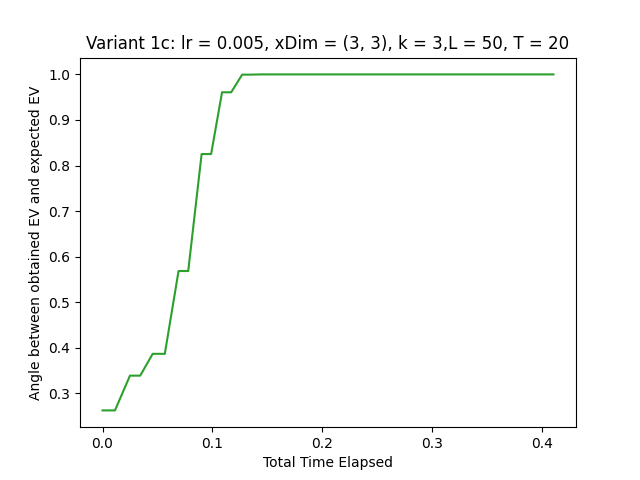 Variant 1c: lr = 0.005, xDim = (3, 3), k = 3,L = 50, T = 20
Angle between obtained EV and expected EV
1.0
0.9
0.8
0.7
0.6
0.5
0.4
0.3
0.0 0.1 0.2 0.3 0.4
Total Time Elapsed